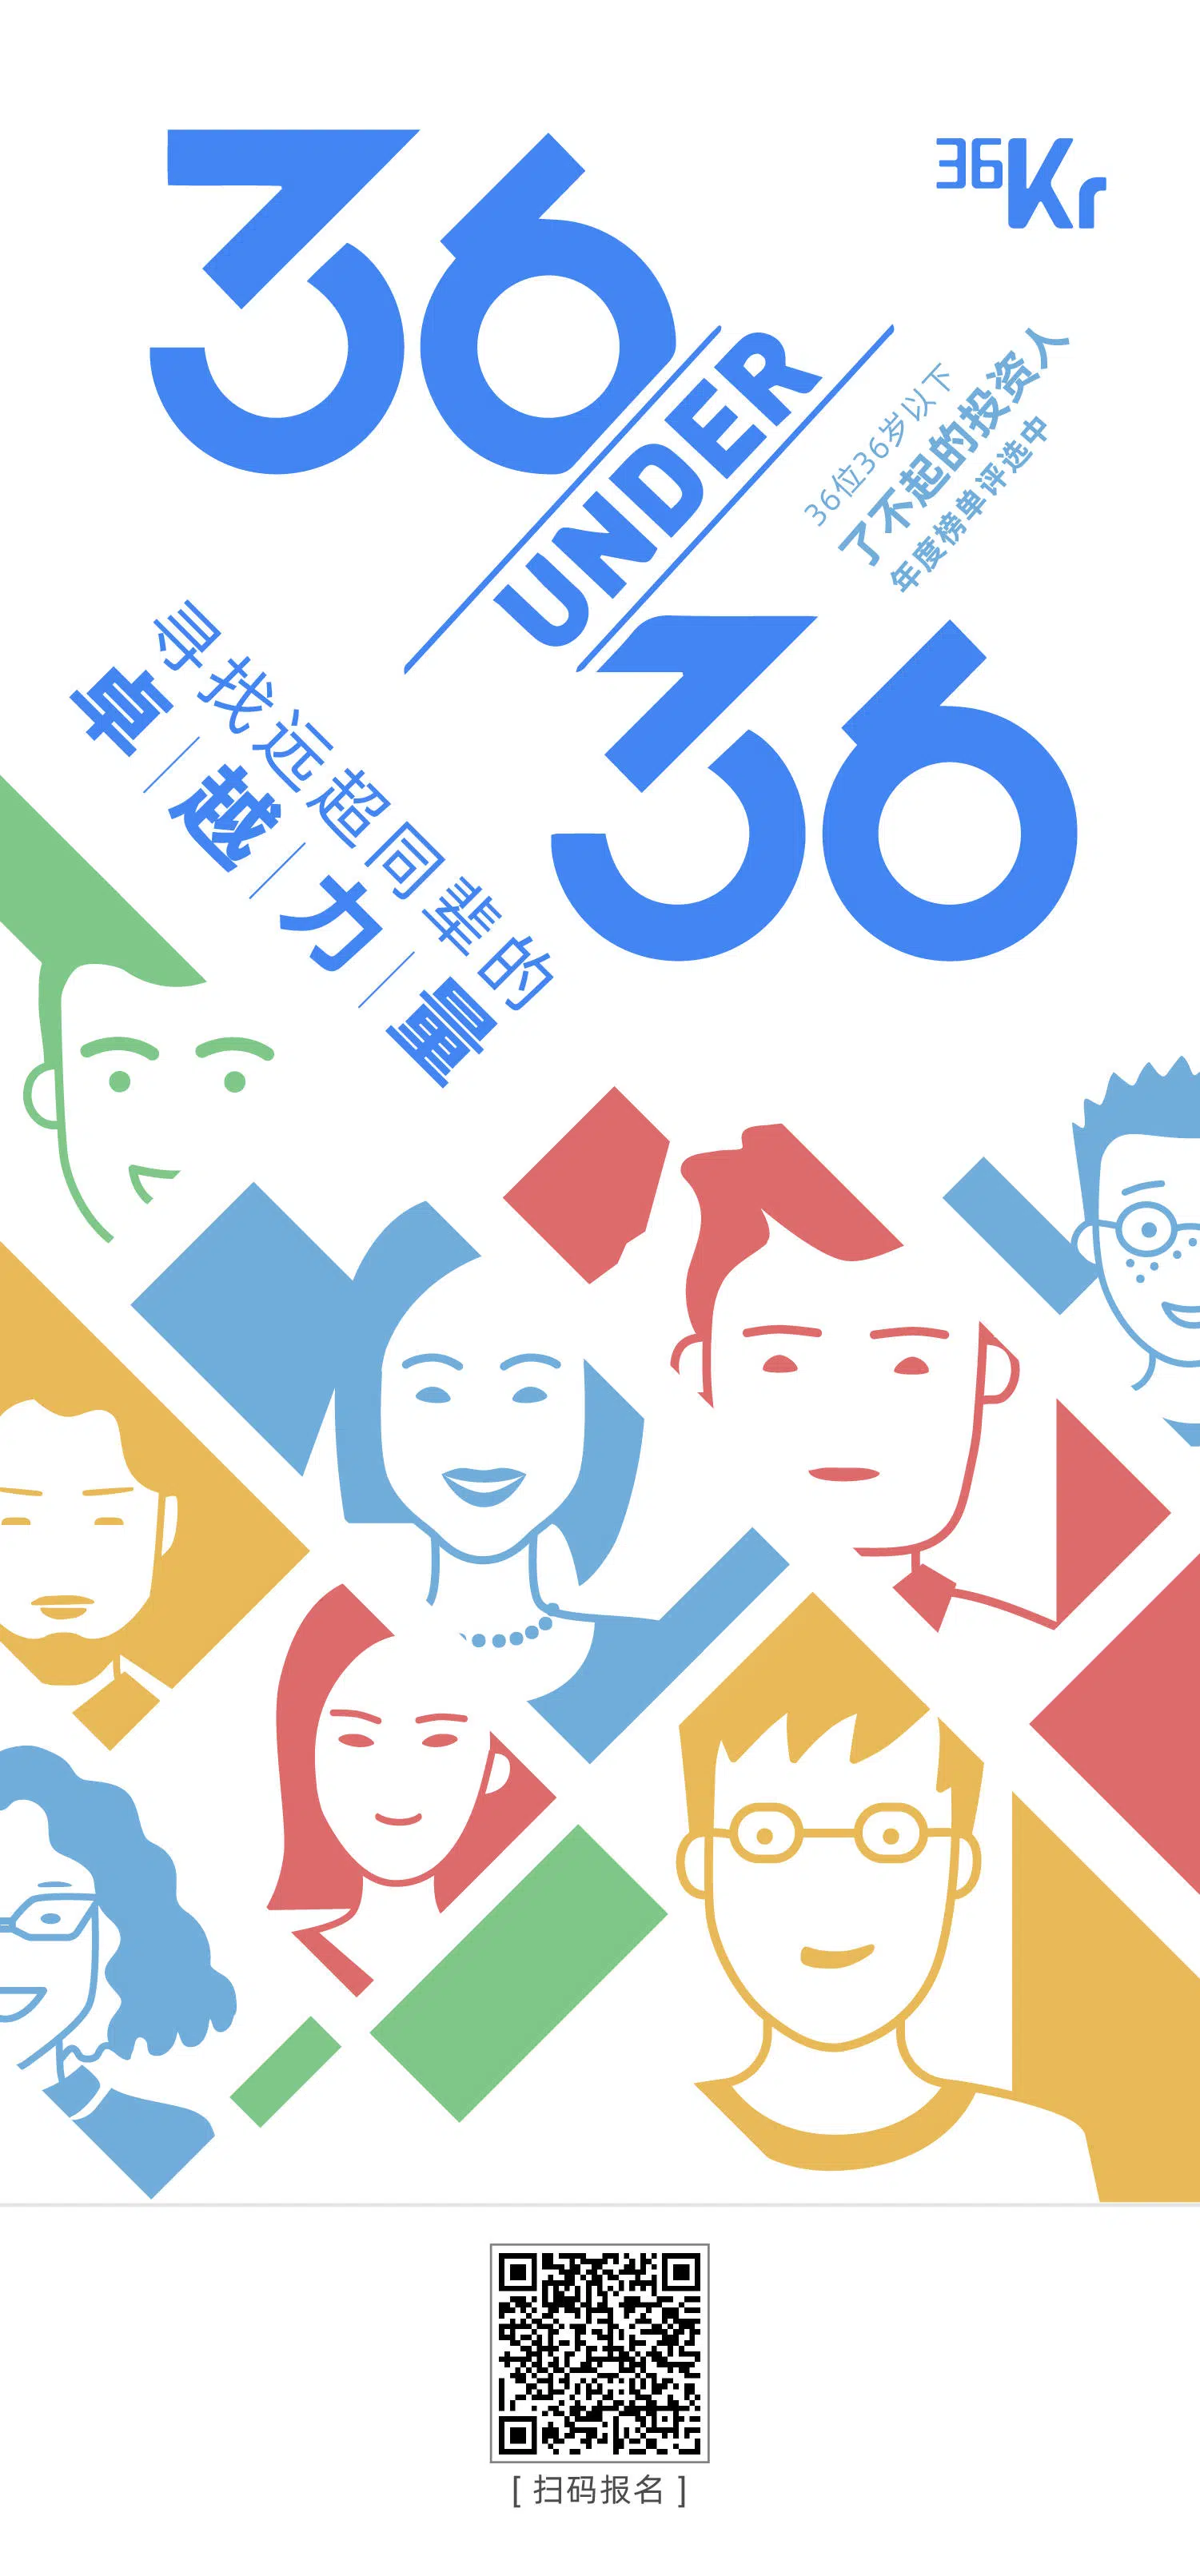 36Kr
36
UNDER
36
36位36岁以下
了不起的投资人
年度榜单评选中
寻找远超同辈的
卓|越|力|量
[ 扫码报名 ]